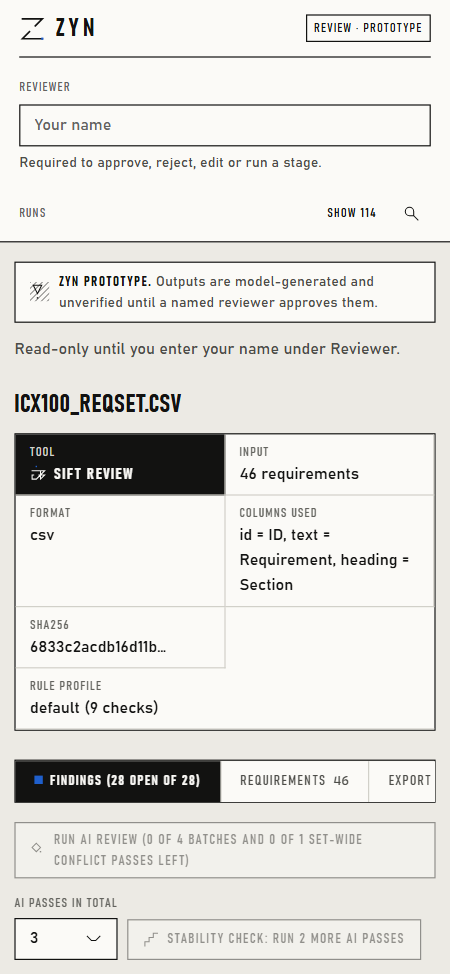 ZYN
REVIEW · PROTOTYPE
REVIEWER
Your name
Required to approve, reject, edit or run a stage.
RUNS
SHOW 114
ZYN PROTOTYPE. Outputs are model-generated and
unverified until a named reviewer approves them.
Read-only until you enter your name under Reviewer.
ICX100_REQSET.CSV
TOOL
SIFT REVIEW
INPUT
46 requirements
FORMAT
csv
COLUMNS USED
id = ID, text =
Requirement, heading =
Section
SHA256
6833c2acdb16d11b…
RULE PROFILE
default (9 checks)
FINDINGS (28 OPEN OF 28)
REQUIREMENTS 46
EXPORT
RUN AI REVIEW (0 OF 4 BATCHES AND 0 OF 1 SET-WIDE
CONFLICT PASSES LEFT)
AI PASSES IN TOTAL
3
STABILITY CHECK: RUN 2 MORE AI PASSES